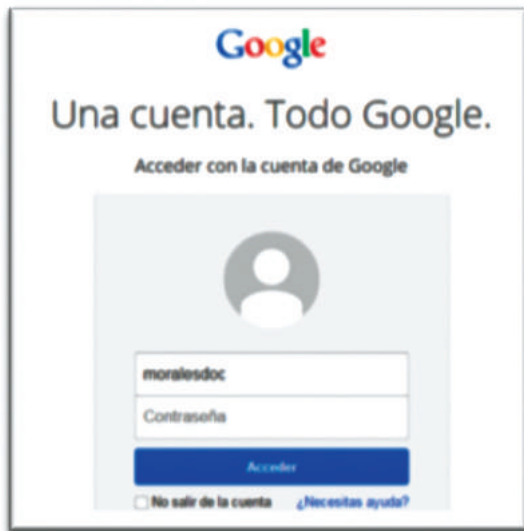 Google
Una cuenta. Todo Google.
Acceder con la cuenta de Google
moralesdoc
Contraseña
Acceder
No salir de la cuenta ¿Necesitas ayuda?